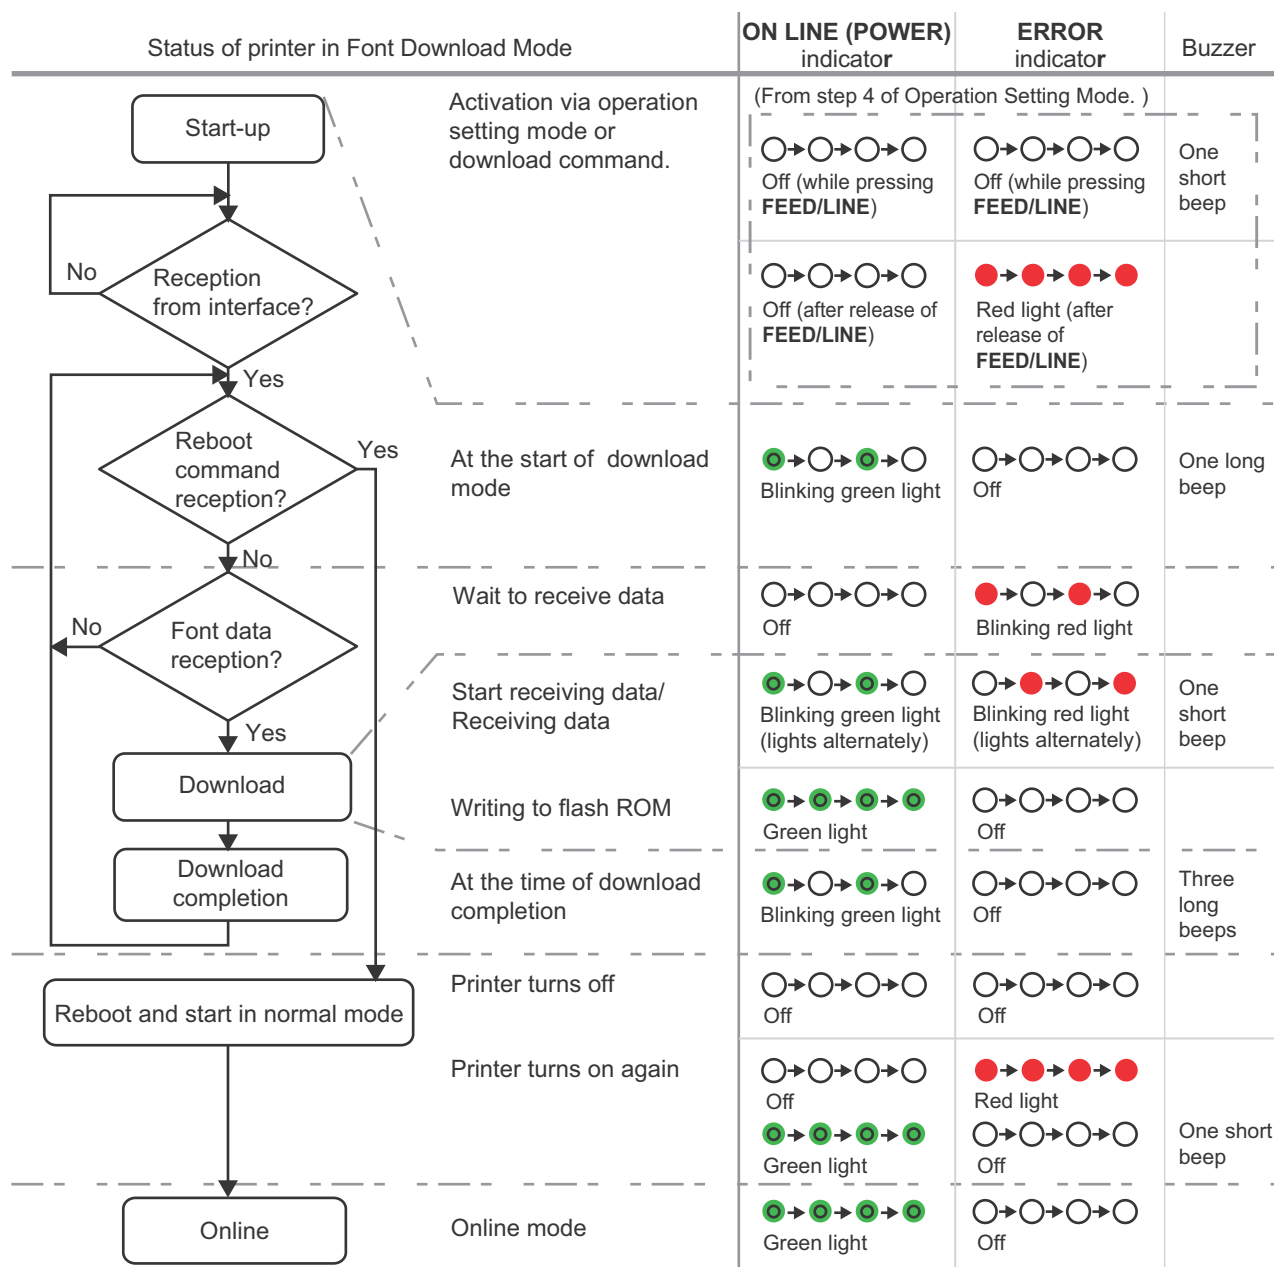 Status of printer in Font Download Mode
ON LINE (POWER)
indicator
ERROR
indicator
Buzzer
Start-up
Activation via operation
setting mode or
download command.
(From step 4 of Operation Setting Mode. )
Off (while pressing
FEED/LINE)
Off (while pressing
FEED/LINE)
One
short
beep
No
Reception
from interface?
Off (after release of
FEED/LINE)
Red light (after
release of
FEED/LINE)
Yes
Reboot
command
reception?
Yes
At the start of download
mode
Blinking green light
Off
One long
beep
No
Wait to receive data
Off
Blinking red light
No
Font data
reception?
Start receiving data/
Receiving data
Blinking green light
(lights alternately)
Blinking red light
(lights alternately)
One
short
beep
Yes
Download
Writing to flash ROM
Green light
Off
Download
completion
At the time of download
completion
Blinking green light
Off
Three
long
beeps
Printer turns off
Off
Off
Reboot and start in normal mode
Printer turns on again
Off
Red light
Green light
Off
One short
beep
Online
Online mode
Green light
Off